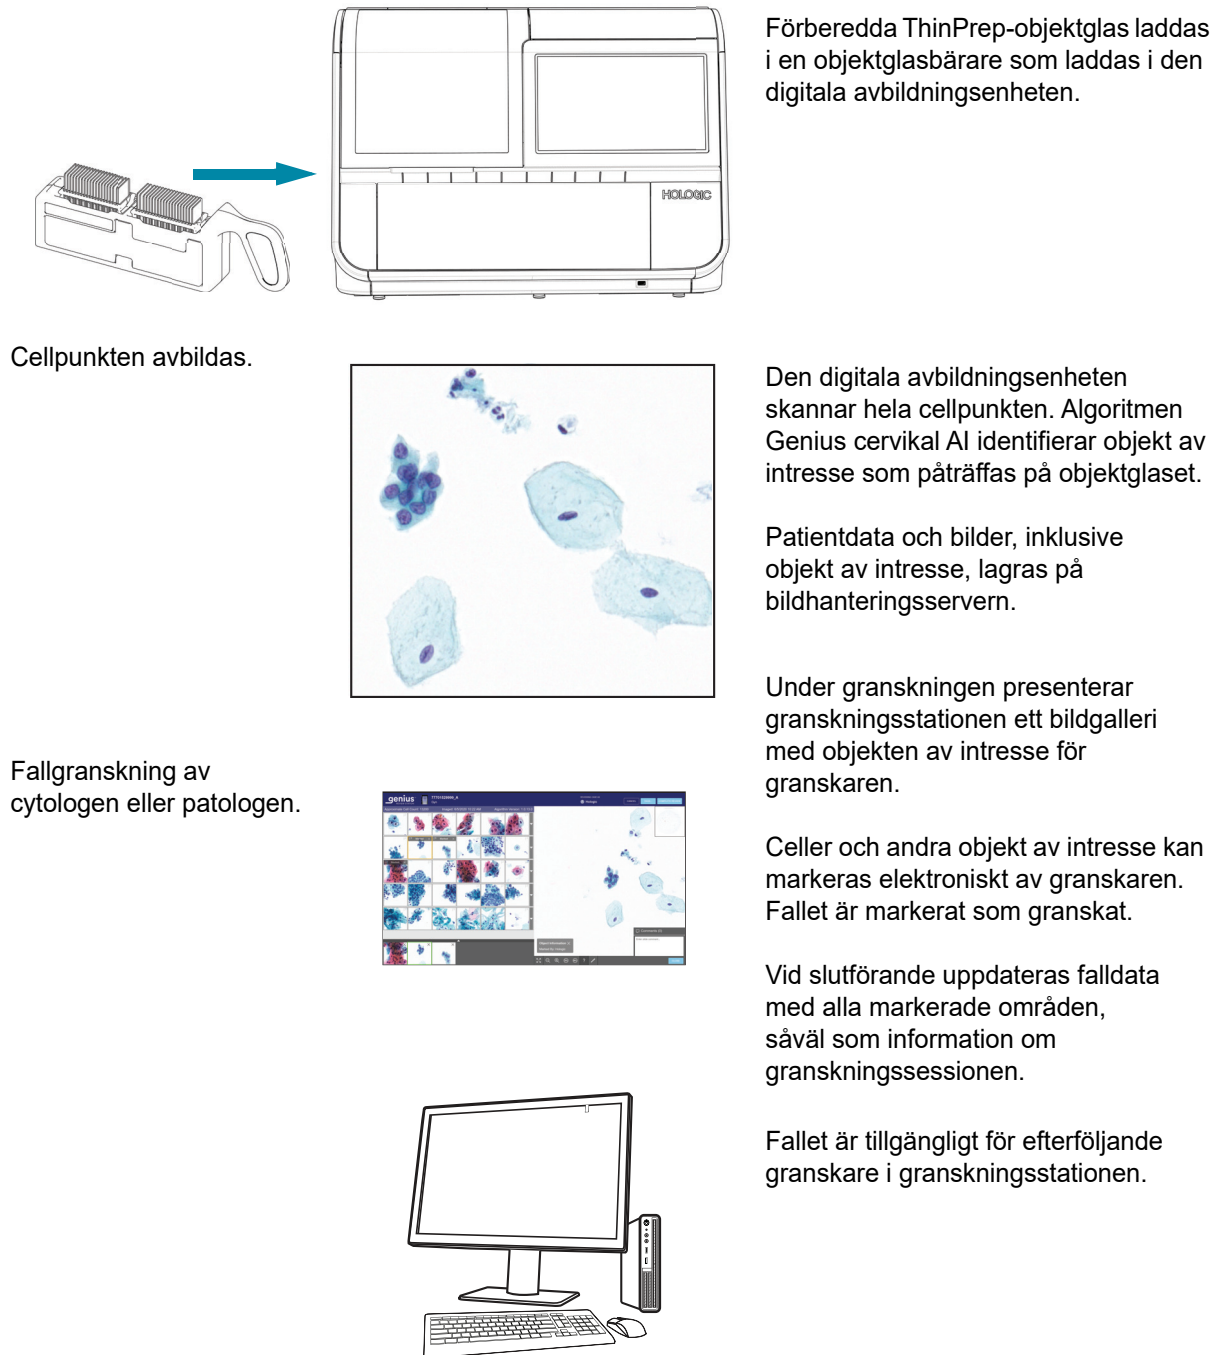 Förberedda ThinPrep-objektglas laddas
i en objektglasbärare som laddas i den
digitala avbildningsenheten.
HOLOGIC
Cellpunkten avbildas.
Den digitala avbildningsenheten
skannar hela cellpunkten. Algoritmen
Genius cervikal AI identifierar objekt av
intresse som påträffas på objektglaset.
Patientdata och bilder, inklusive
objekt av intresse, lagras på
bildhanteringsservern.
Under granskningen presenterar
granskningsstationen ett bildgalleri
med objekten av intresse för
granskaren.
Fallgranskning av
cytologen eller patologen.
genius
Celler och andra objekt av intresse kan
markeras elektroniskt av granskaren.
Fallet är markerat som granskat.
Vid slutförande uppdateras falldata
med alla markerade områden,
såväl som information om
granskningssessionen.
Fallet är tillgängligt för efterföljande
granskare i granskningsstationen.